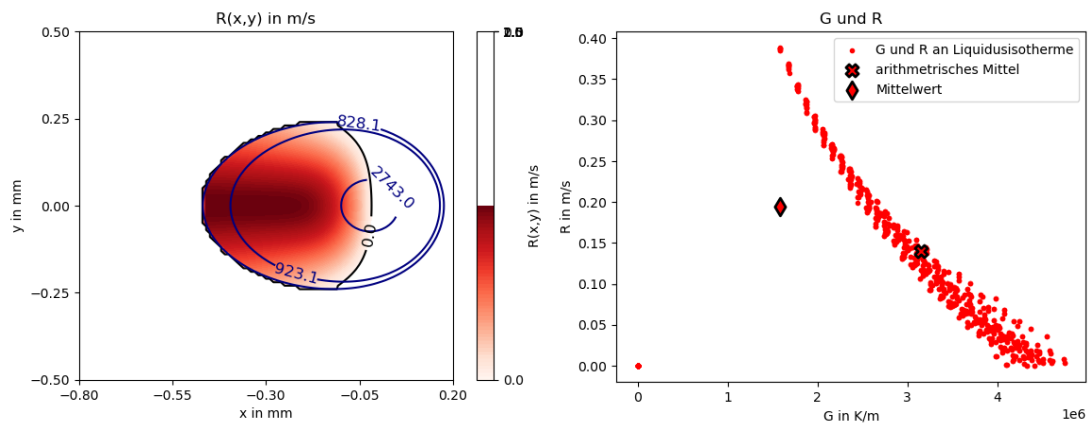 R(x,y) in m/s
0.50
0.25
0.00
−0.25
−0.50
y in mm
−0.80
−0.55
−0.30
−0.05
0.20
x in mm
828.1
2743.0
923.1
0.0
0.0
R(x,y) in m/s
G und R
G und R an Liquidusisotherme
arithmetrisches Mittel
Mittelwert
0.40
0.35
0.30
0.25
0.20
0.15
0.10
0.05
0.00
R in m/s
0
1
2
3
4
1e6
G in K/m